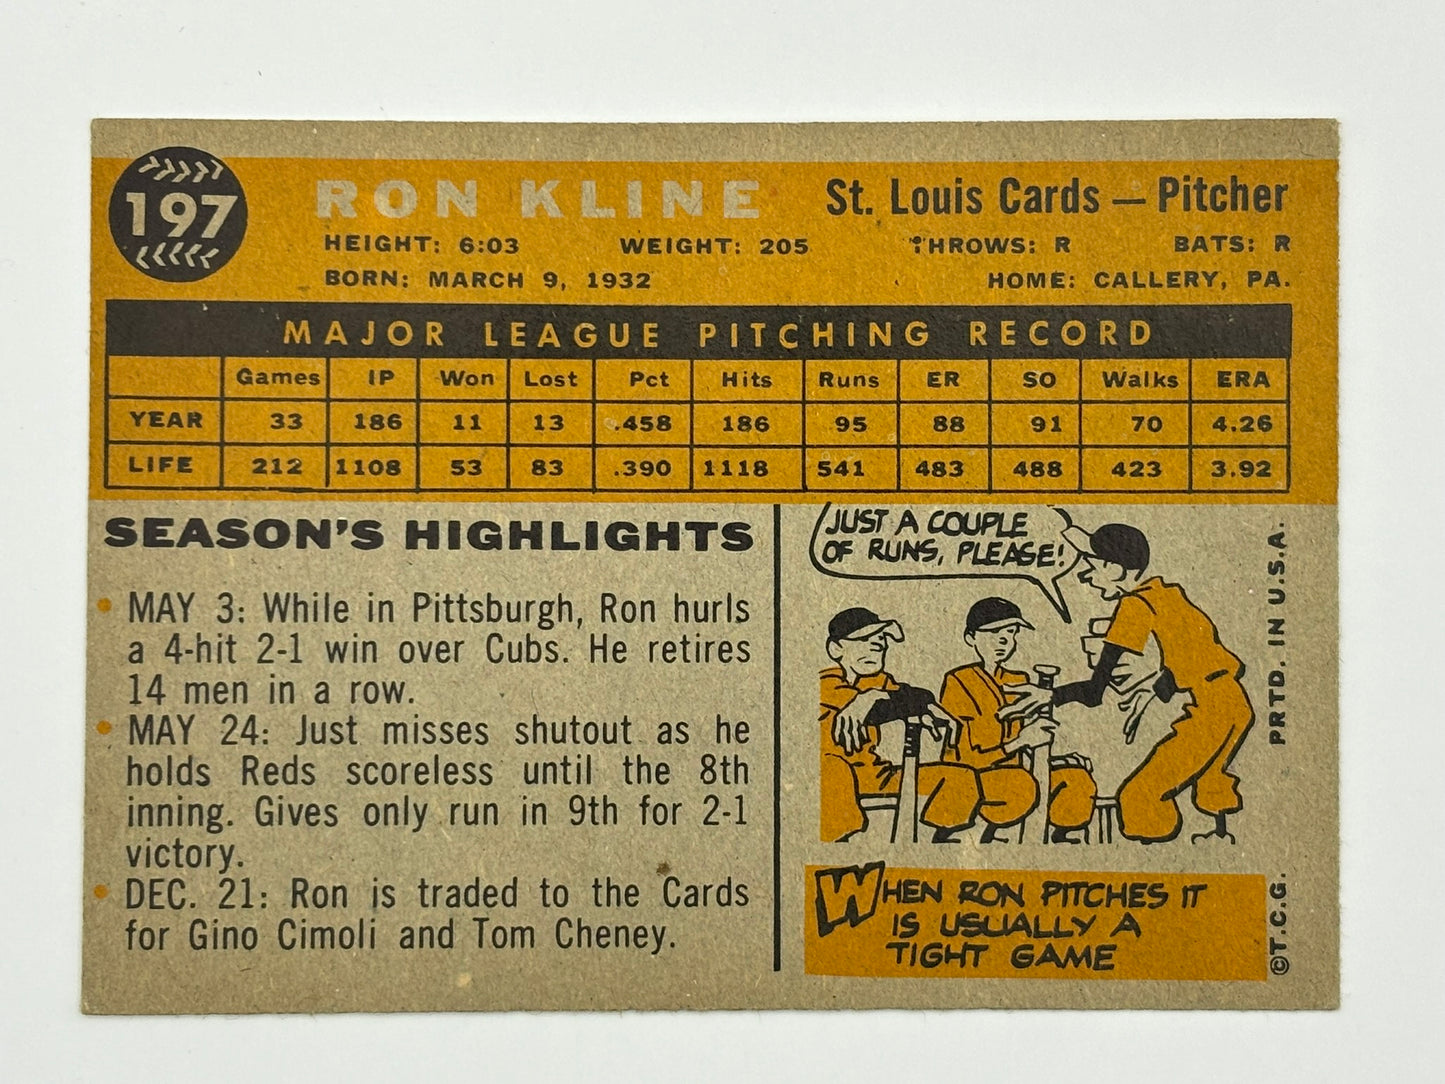 197
RON KLINE St. Louis Cards — Pitcher
HEIGHT: 6:03 WEIGHT: 205 THROWS: R BATS: R
BORN: MARCH 9, 1932 HOME: CALLERY, PA.
MAJOR LEAGUE PITCHING RECORD
Games IP Won Lost Pct Hits Runs ER SO Walks ERA
YEAR 33 186 11 13 .458 186 95 88 91 70 4.26
LIFE 212 1108 53 83 .390 1118 541 483 488 423 3.92
SEASON'S HIGHLIGHTS
• MAY 3: While in Pittsburgh, Ron hurls
a 4-hit 2-1 win over Cubs. He retires
14 men in a row.
• MAY 24: Just misses shutout as he
holds Reds scoreless until the 8th
inning. Gives only run in 9th for 2-1
victory.
• DEC. 21: Ron is traded to the Cards
for Gino Cimoli and Tom Cheney.
JUST A COUPLE
OF RUNS, PLEASE!
WHEN RON PITCHES IT
IS USUALLY A
TIGHT GAME
©T.C.G. PRTD. IN U.S.A.